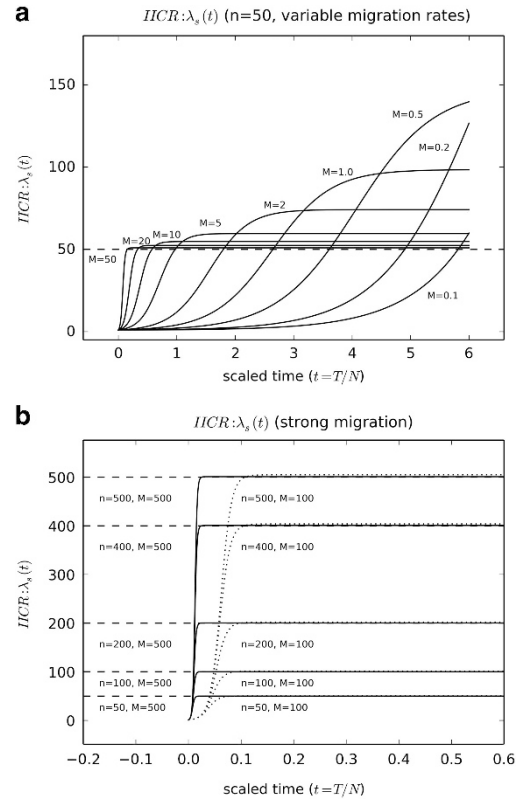 a
IICR:λₛ(t) (n=50, variable migration rates)
IICR:λₛ(t)
150
100
50
0
M=0.5
M=0.2
M=1.0
M=2
M=5
M=10
M=20
M=50
M=0.1
0 1 2 3 4 5 6
scaled time (t=T/N)
b
IICR:λₛ(t) (strong migration)
IICR:λₛ(t)
500
400
300
200
100
0
n=500, M=500 n=500, M=100
n=400, M=500 n=400, M=100
n=200, M=500 n=200, M=100
n=100, M=500 n=100, M=100
n=50, M=500 n=50, M=100
−0.2 −0.1 0.0 0.1 0.2 0.3 0.4 0.5 0.6
scaled time (t=T/N)